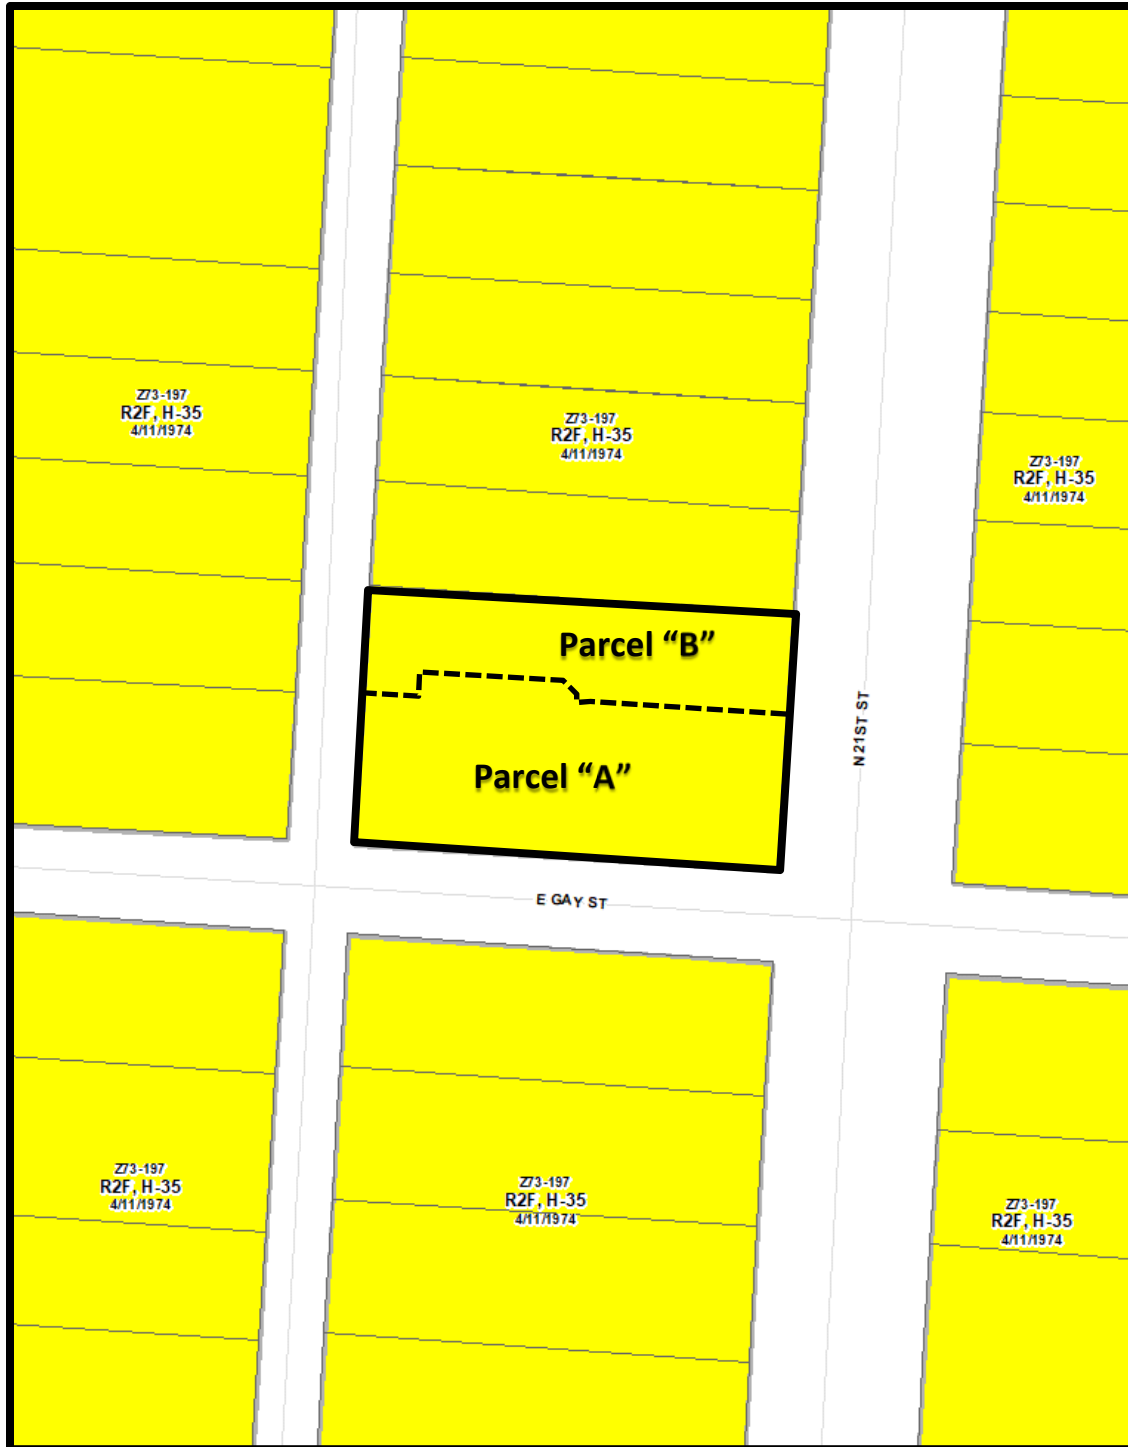 Z73-197
R2F, H-35
4/11/1974
Z73-197
R2F, H-35
4/11/1974
Z73-197
R2F, H-35
4/11/1974
Parcel “B”
N 21ST ST
Parcel “A”
E GAY ST
Z73-197
R2F, H-35
4/11/1974
Z73-197
R2F, H-35
4/11/1974
Z73-197
R2F, H-35
4/11/1974